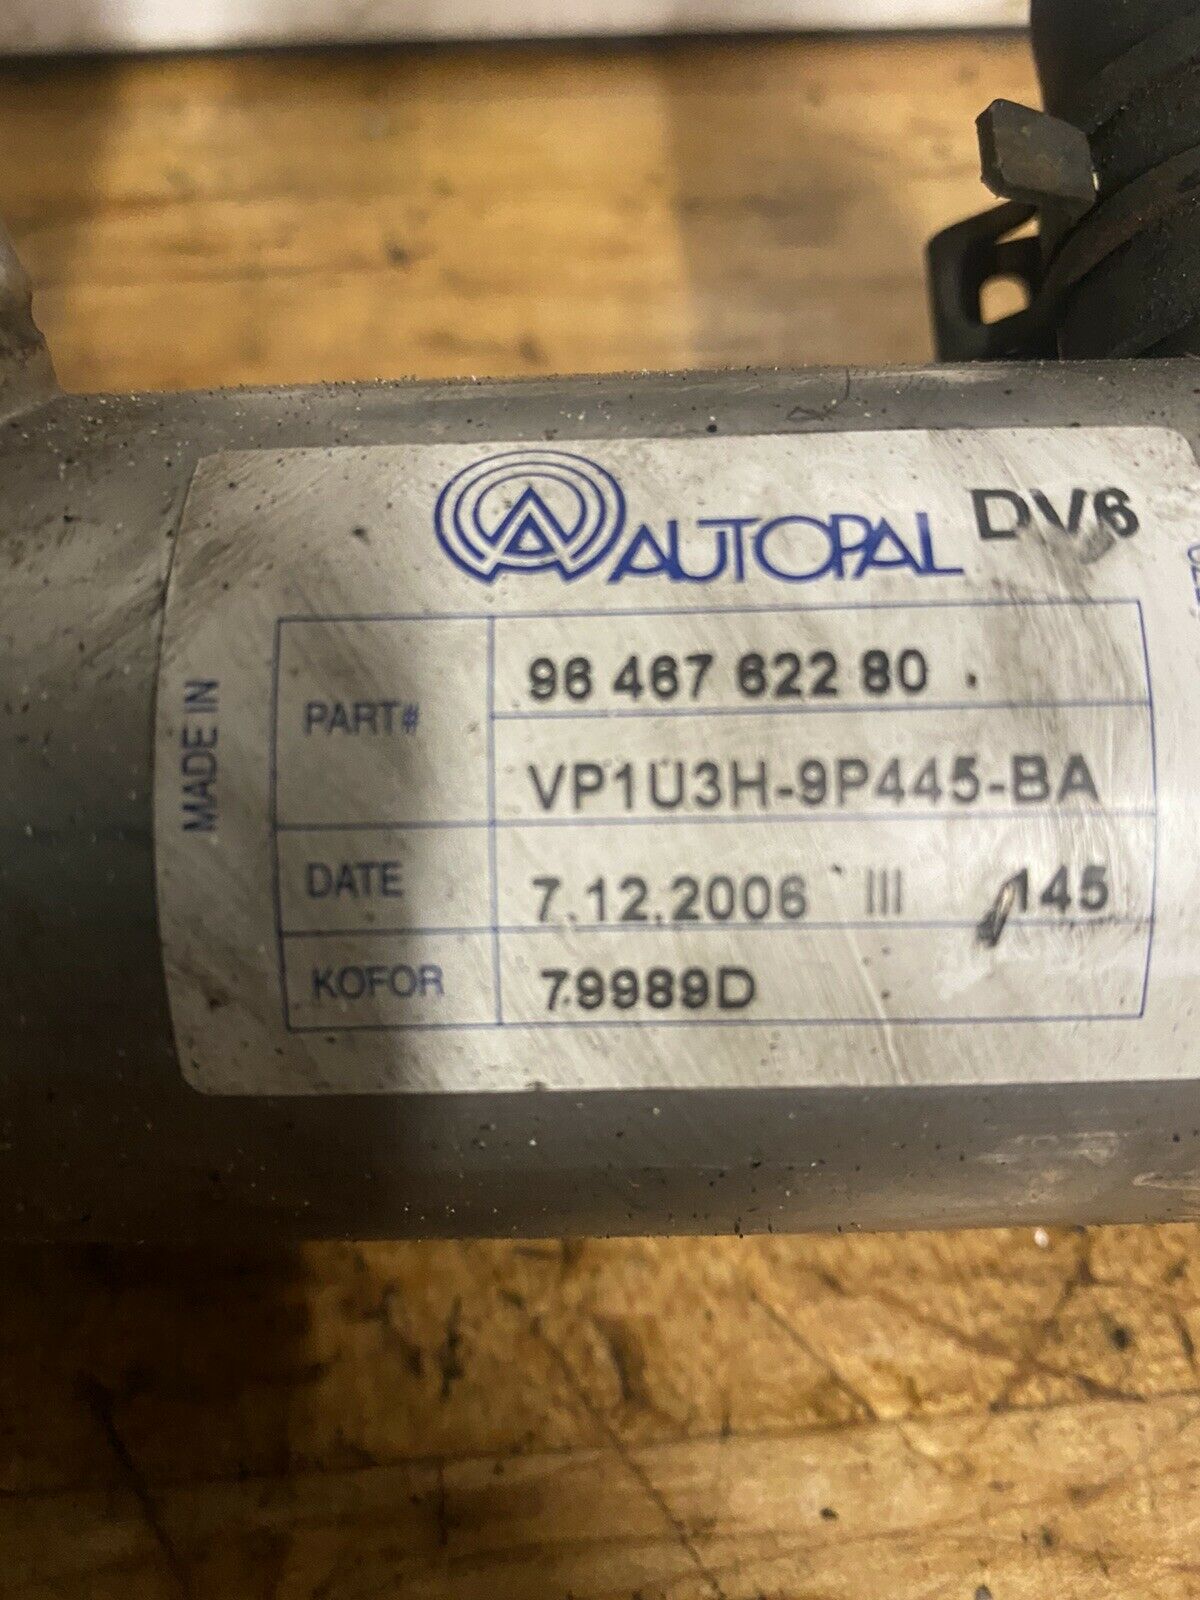 AUTOPAL DV6
MADE IN
PART# 96 467 622 80
VP1U3H-9P445-BA
DATE 7.12.2006 III 145
KOFOR 79989D